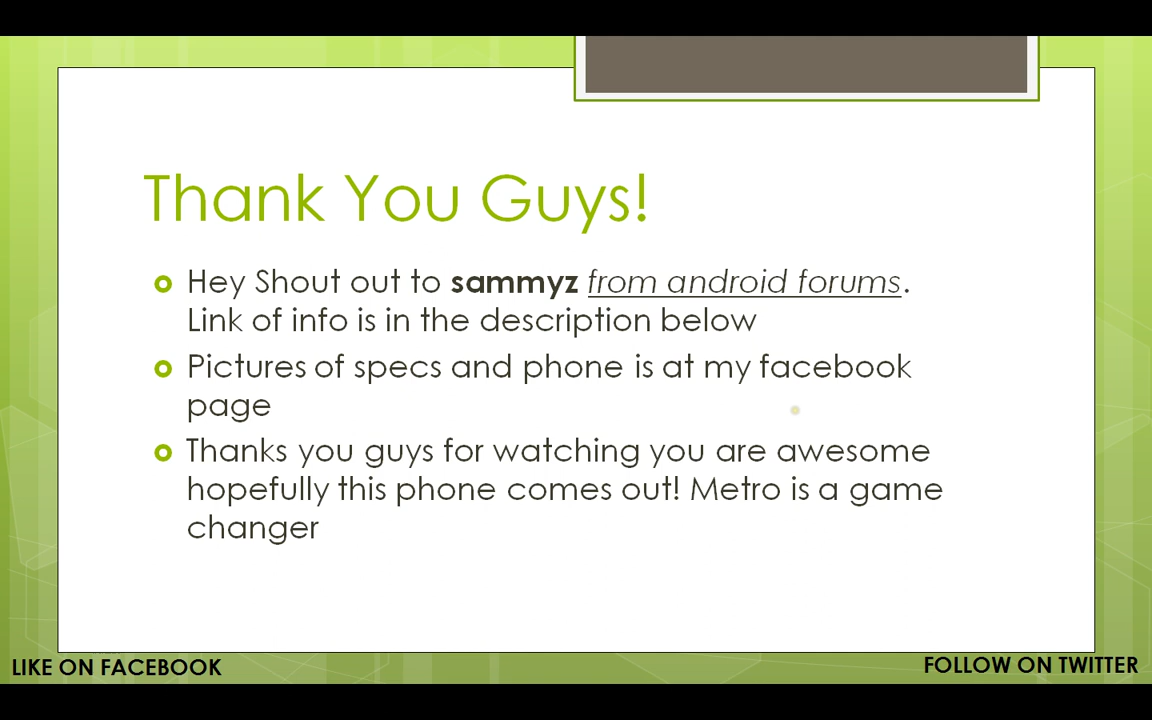 Thank You Guys!
Hey Shout out to sammyz from android forums.
Link of info is in the description below
Pictures of specs and phone is at my facebook
page
Thanks you guys for watching you are awesome
hopefully this phone comes out! Metro is a game
changer
LIKE ON FACEBOOK
FOLLOW ON TWITTER